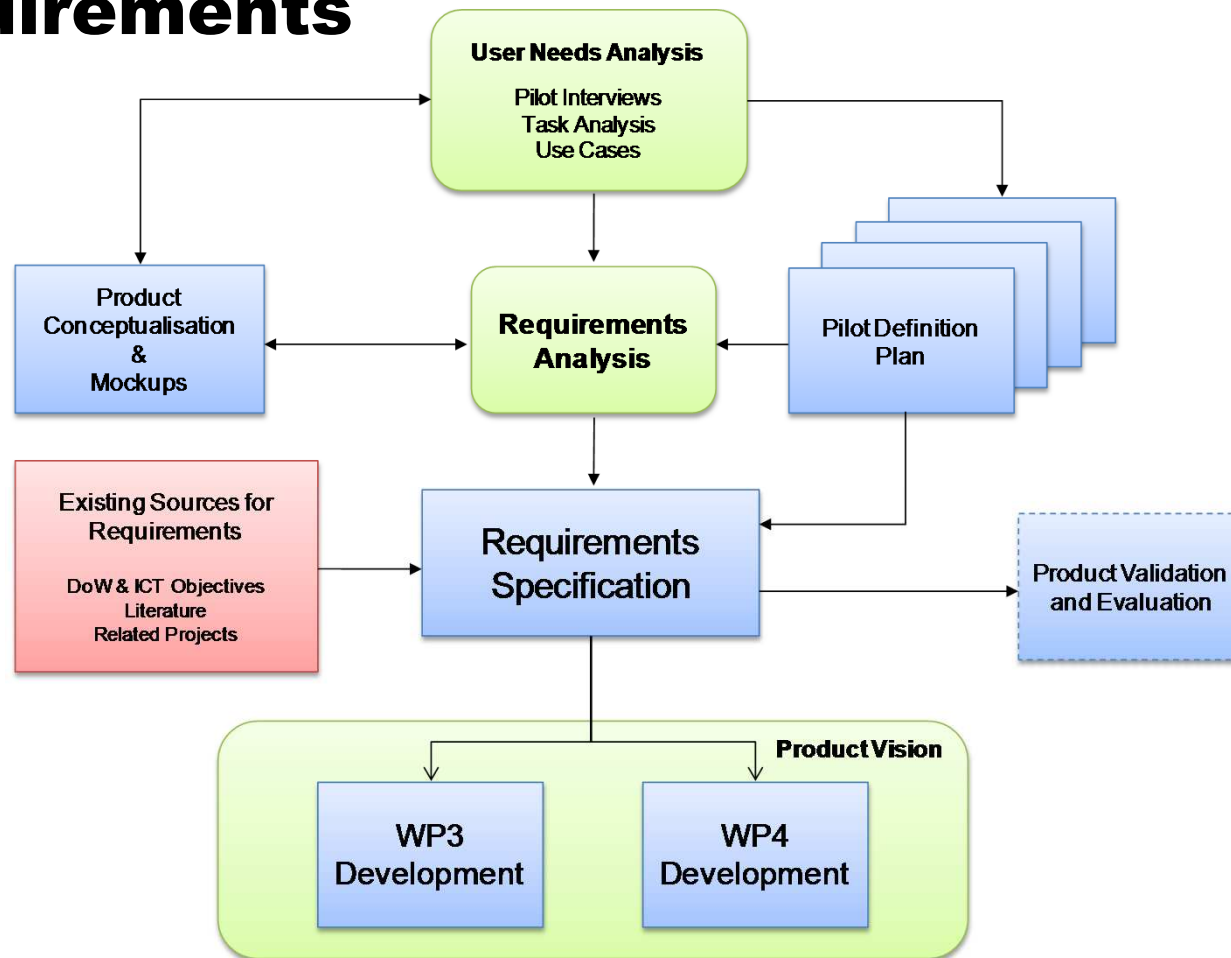 uirements
User Needs Analysis
Pilot Interviews
Task Analysis
Use Cases
Product
Conceptualisation
&
Mockups
Requirements
Analysis
Pilot Definition
Plan
Existing Sources for
Requirements
DoW & ICT Objectives
Literature
Related Projects
Requirements
Specification
Product Validation
and Evaluation
Product Vision
WP3
Development
WP4
Development